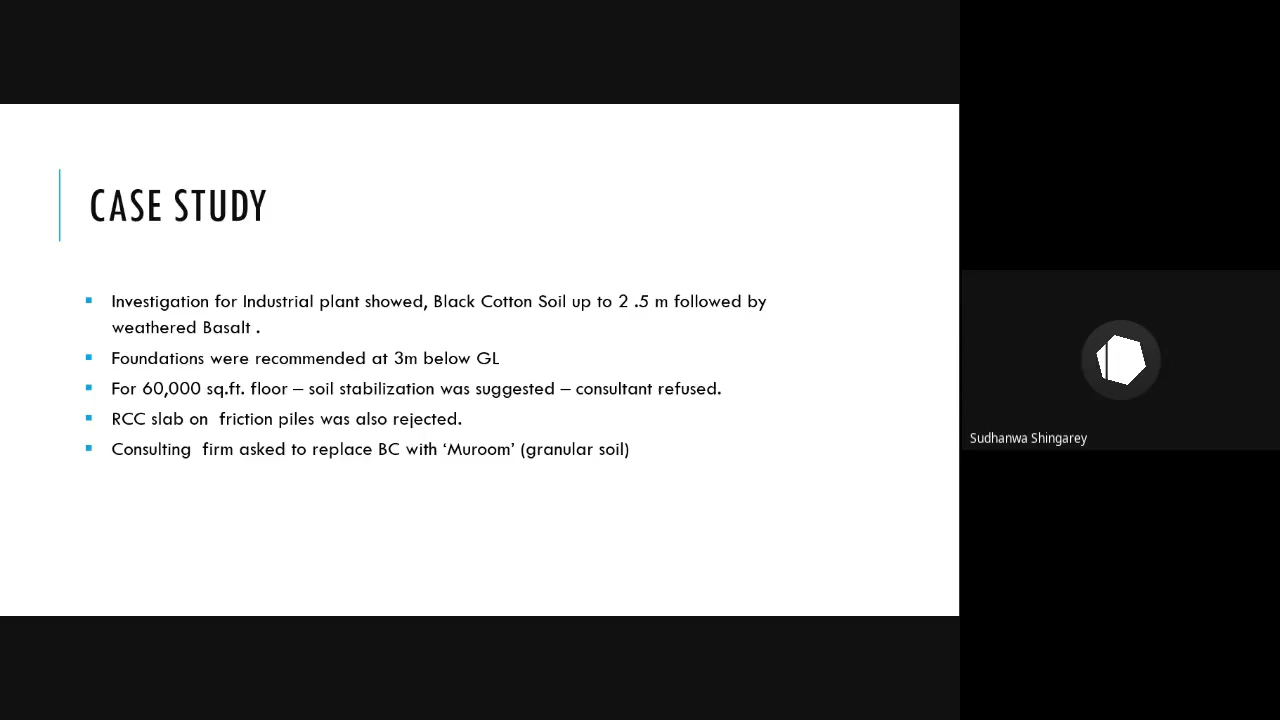 CASE STUDY
Investigation for Industrial plant showed, Black Cotton Soil up to 2 .5 m followed by
weathered Basalt .
Foundations were recommended at 3m below GL
For 60,000 sq.ft. floor – soil stabilization was suggested – consultant refused.
RCC slab on  friction piles was also rejected.
Consulting  firm asked to replace BC with ‘Muroom’ (granular soil)
Sudhanwa Shingarey